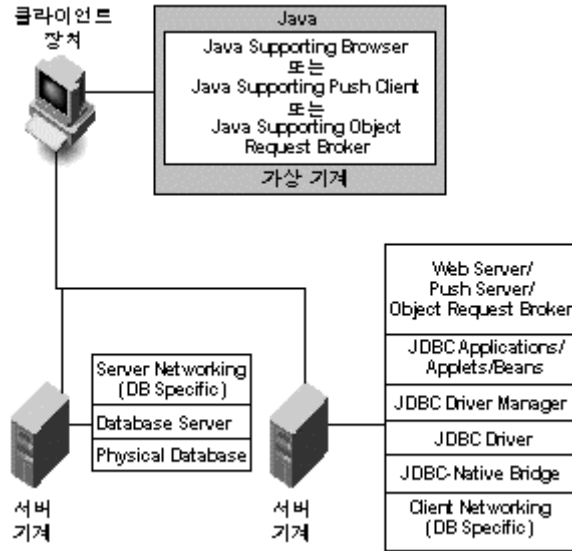 클라이언트
장치
Java
Java Supporting Browser
또는
Java Supporting Push Client
또는
Java Supporting Object
Request Broker
가상 기계
Server Networking
(DB Specific)
Database Server
Physical Database
서버
기계
서버
기계
Web Server/
Push Server/
Object Request Broker
JDBC Applications/
Applets/Beans
JDBC Driver Manager
JDBC Driver
JDBC-Native Bridge
Client Networking
(DB Specific)